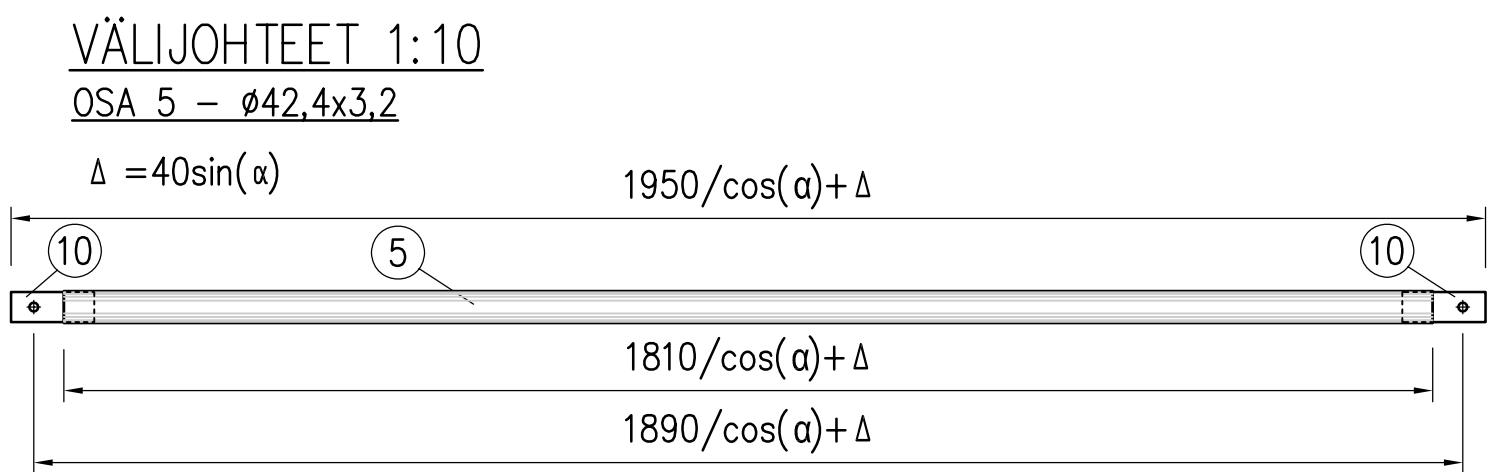 VÄLIJOHTEET 1:10
OSA 5 - ø42,4x3,2
Δ =40sin(α)
1950/cos(α)+Δ
10
5
10
1810/cos(α)+Δ
1890/cos(α)+Δ